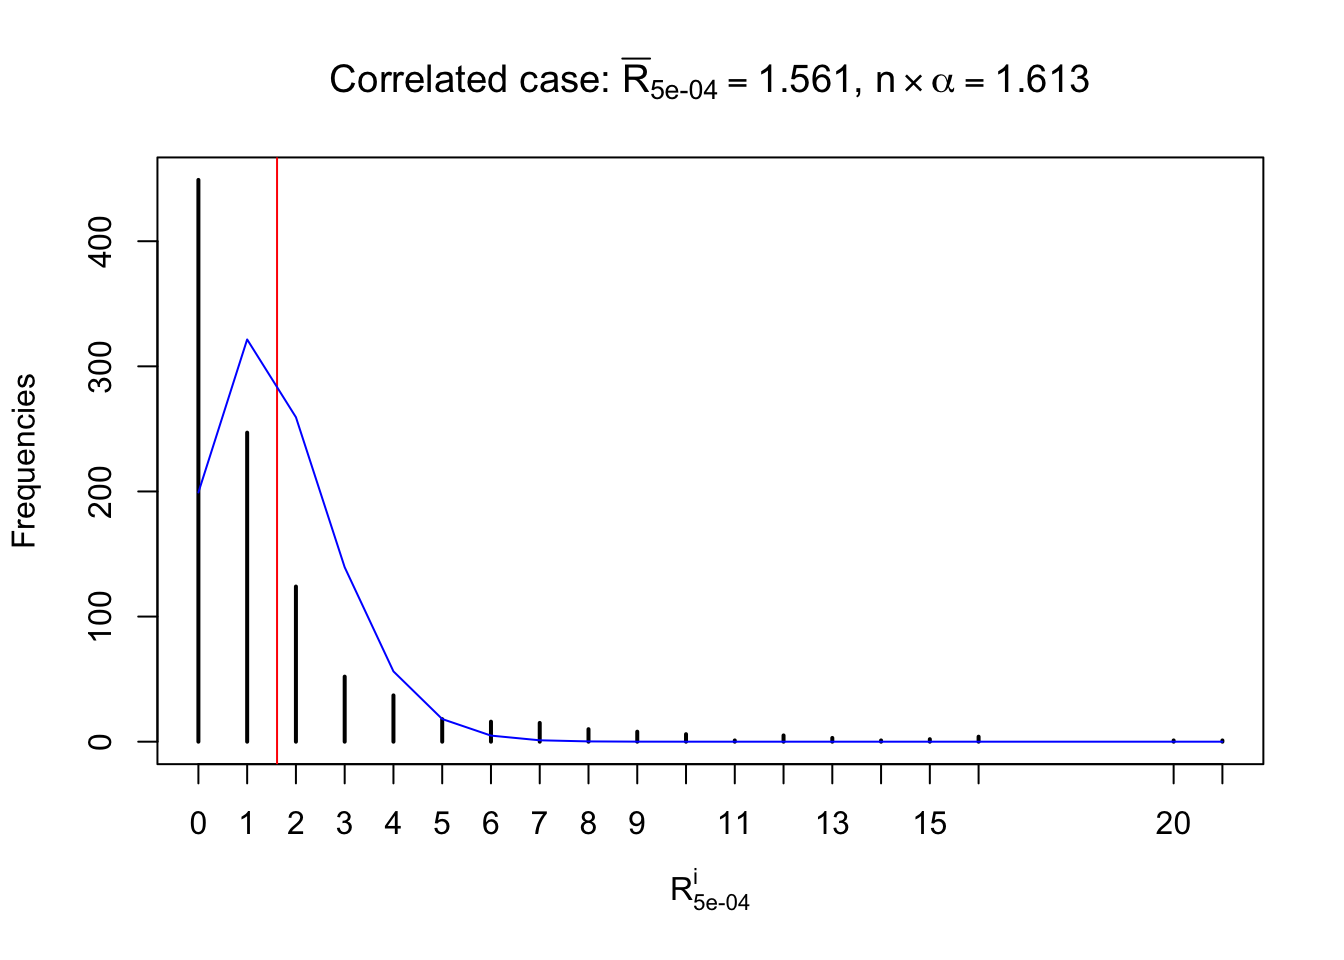 Correlated case: R̅5e-04 = 1.561, n × α = 1.613
Frequencies
400
300
200
100
0
0 1 2 3 4 5 6 7 8 9 11 13 15 20
Ri5e-04